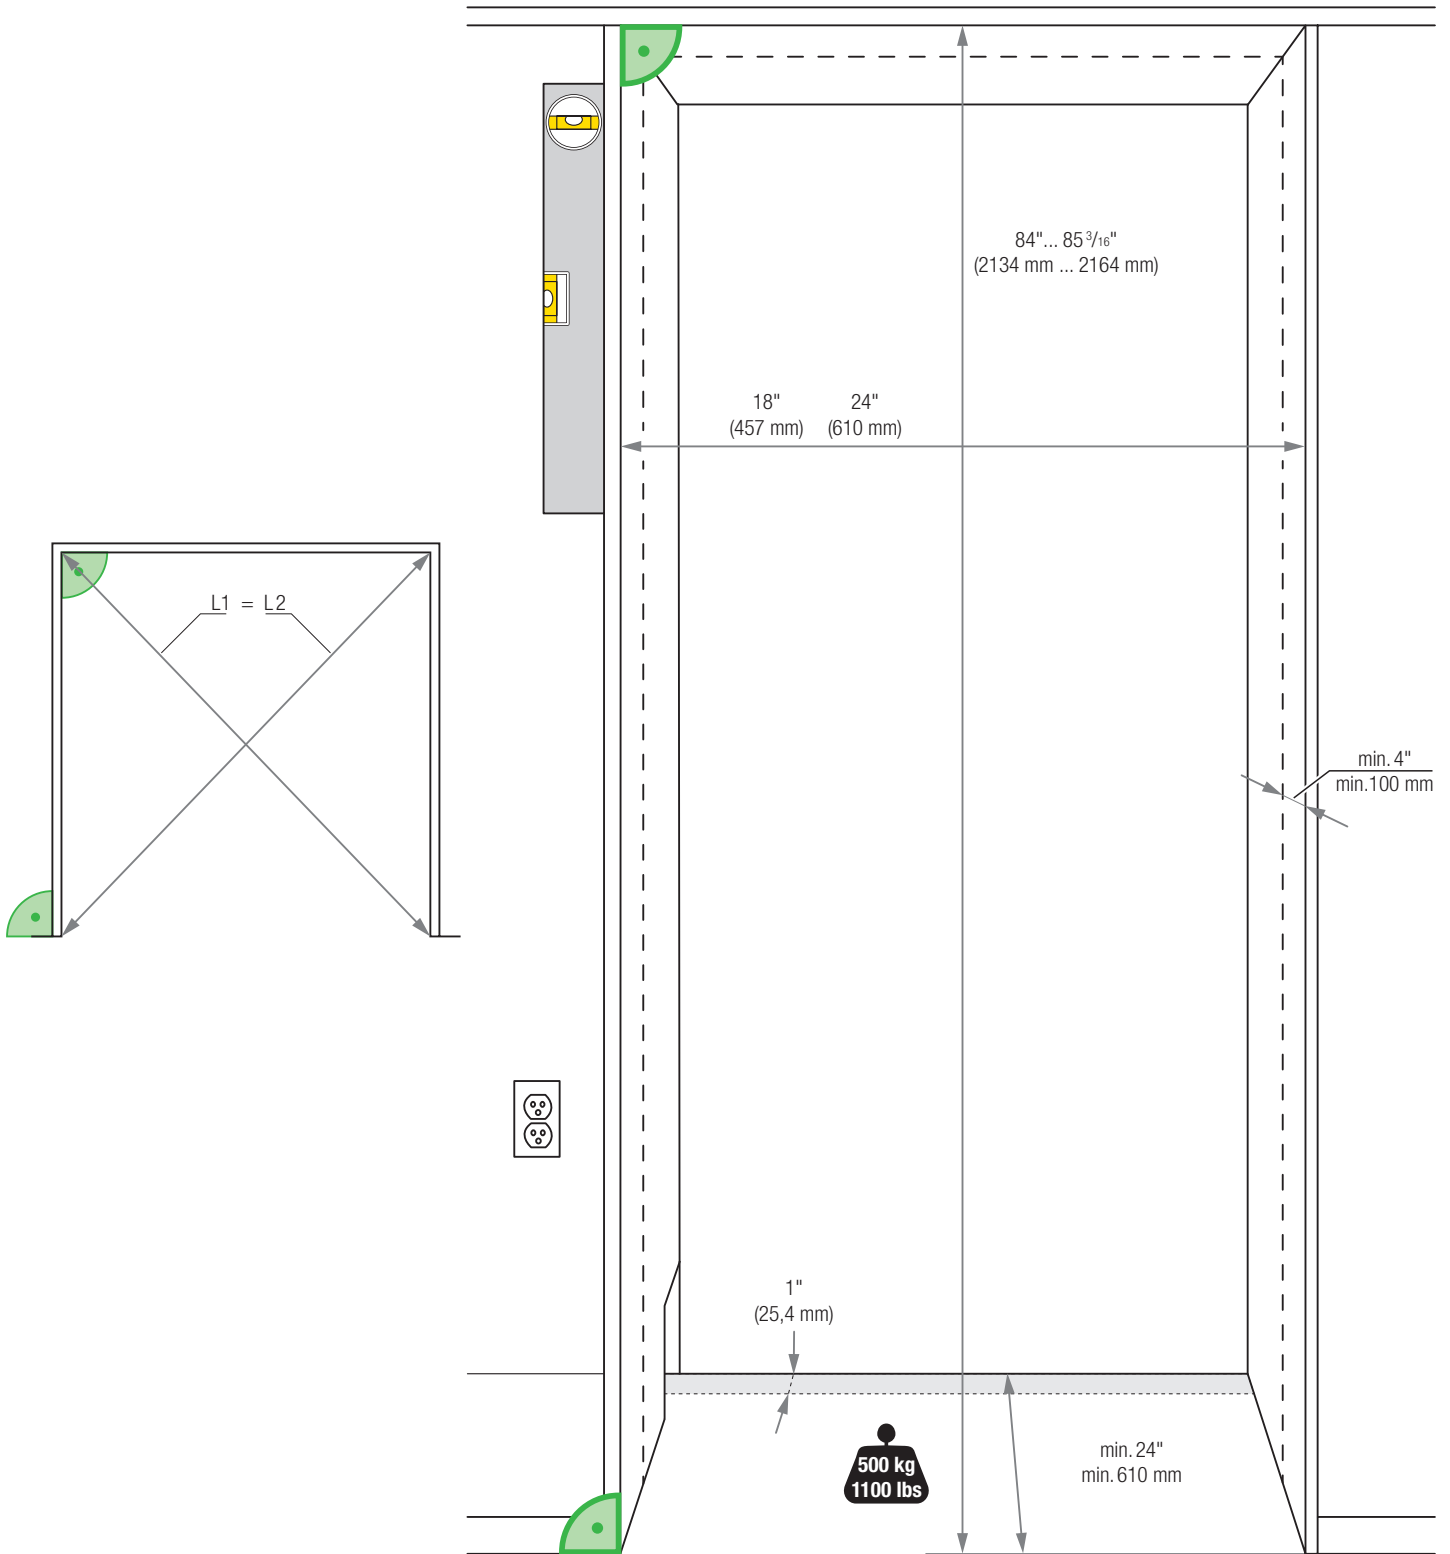 84"... 85 3/16"
(2134 mm ... 2164 mm)
18" 24"
(457 mm) (610 mm)
L1 = L2
min. 4"
min.100 mm
1"
(25,4 mm)
500 kg
1100 lbs
min. 24"
min. 610 mm